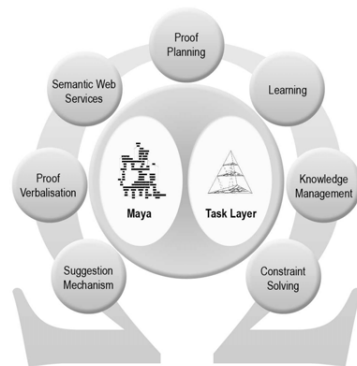 Proof
Planning
Semantic Web
Services
Learning
Proof
Verbalisation
Maya
Task Layer
Knowledge
Management
Suggestion
Mechanism
Constraint
Solving